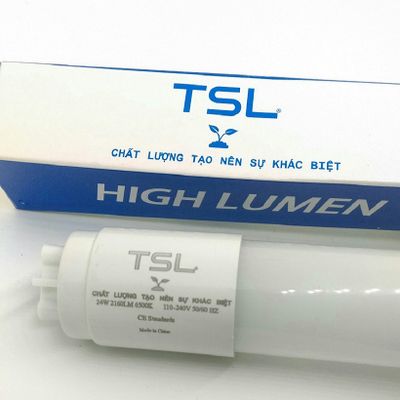 TSL®
CHẤT LƯỢNG TẠO NÊN SỰ KHÁC BIỆT
HIGH LUMEN
TSL
CHẤT LƯỢNG TẠO NÊN SỰ KHÁC BIỆT
24W 2160LM 6500K 110-240V 50/60 HZ
CE Standards
Made in China